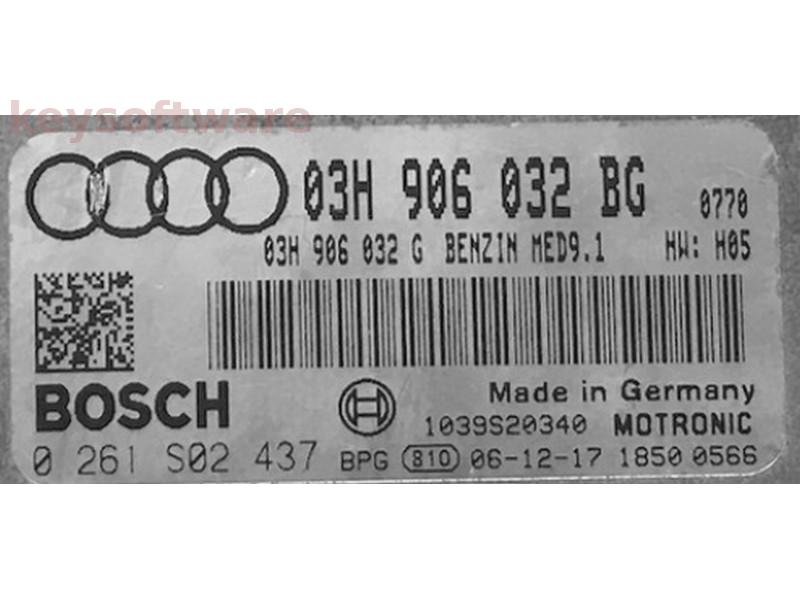 keysoftware
03H 906 032 BG 0770
03H 906 032 G BENZIN MED9.1 HW: H05
BOSCH
Made in Germany
1039S20340 MOTRONIC
0 261 S02 437 BPG 810 06-12-17 1850 0566